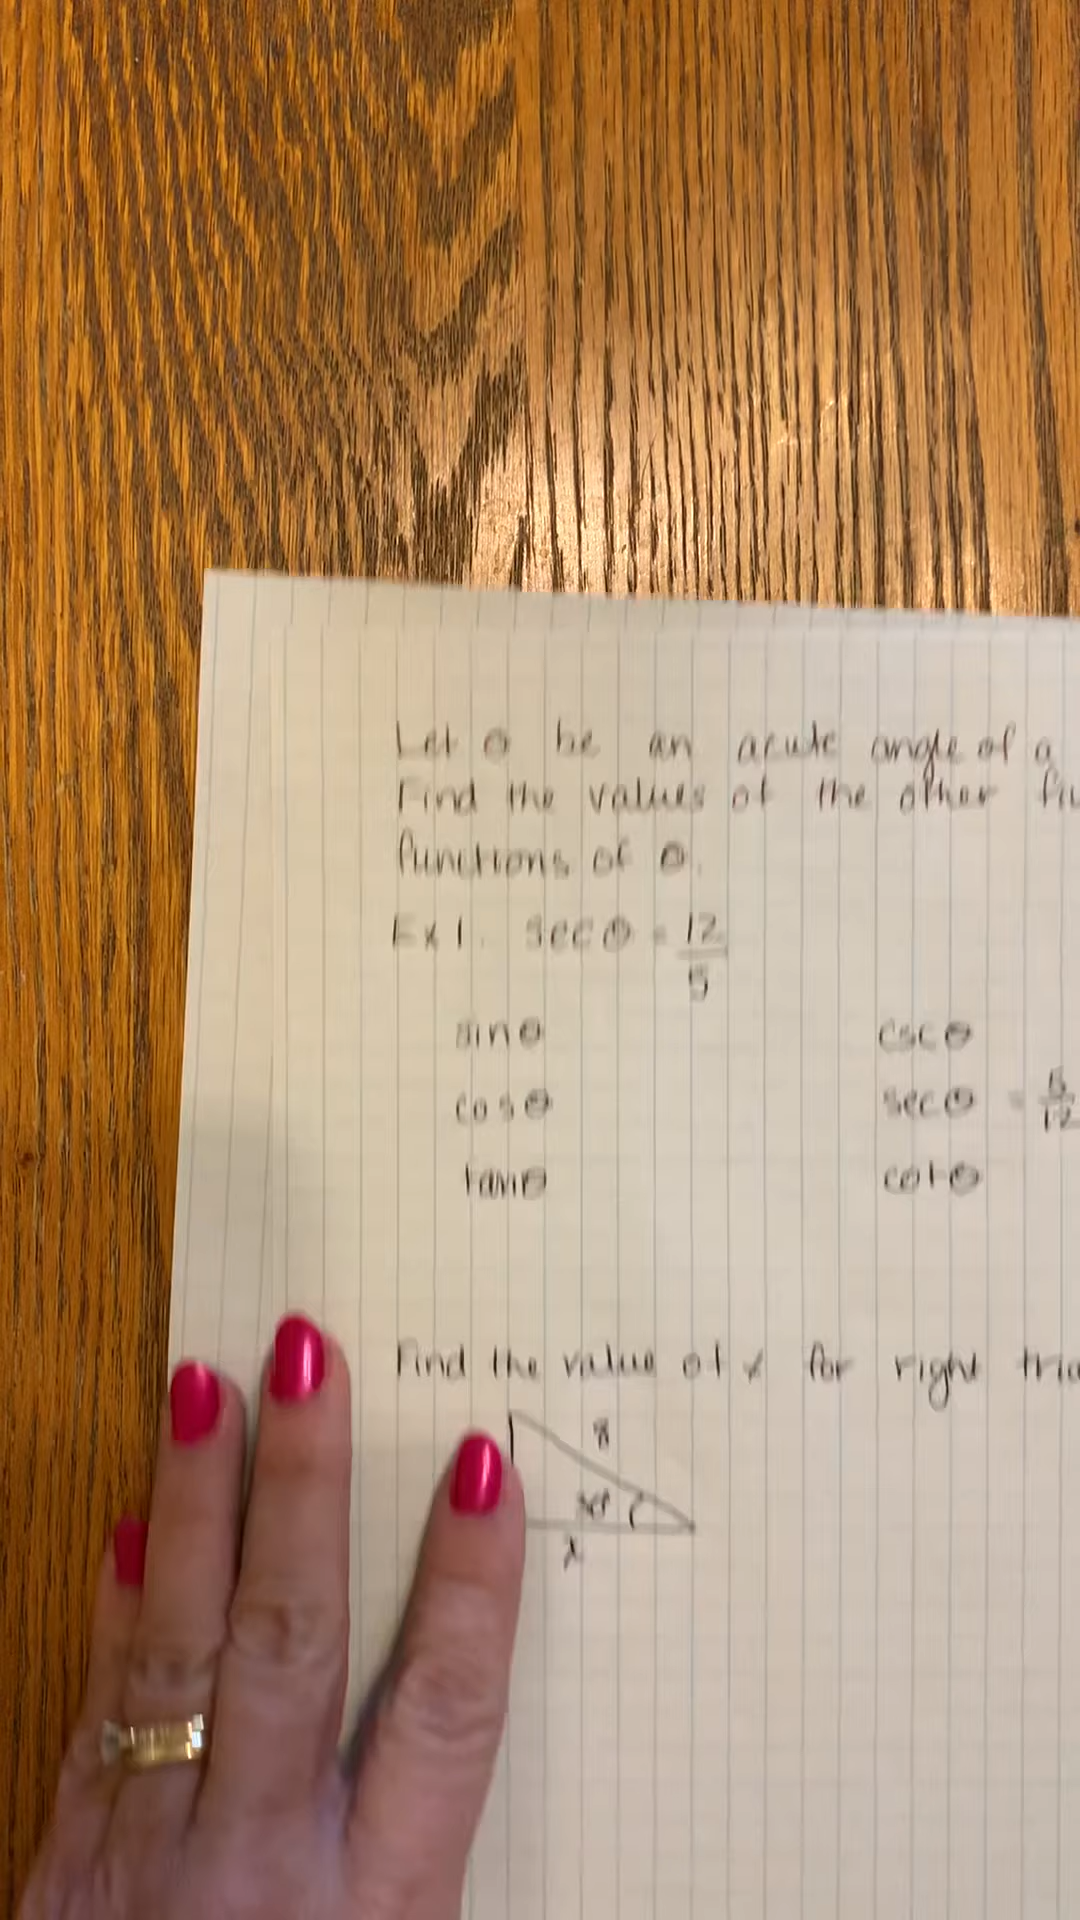 Let θ be an acute angle of a
Find the values of the other
functions of θ.
Ex 1. sec θ = 12/5
sin θ csc θ
cos θ sec θ = 5/12
tan θ cot θ
Find the value of x for right
8
x